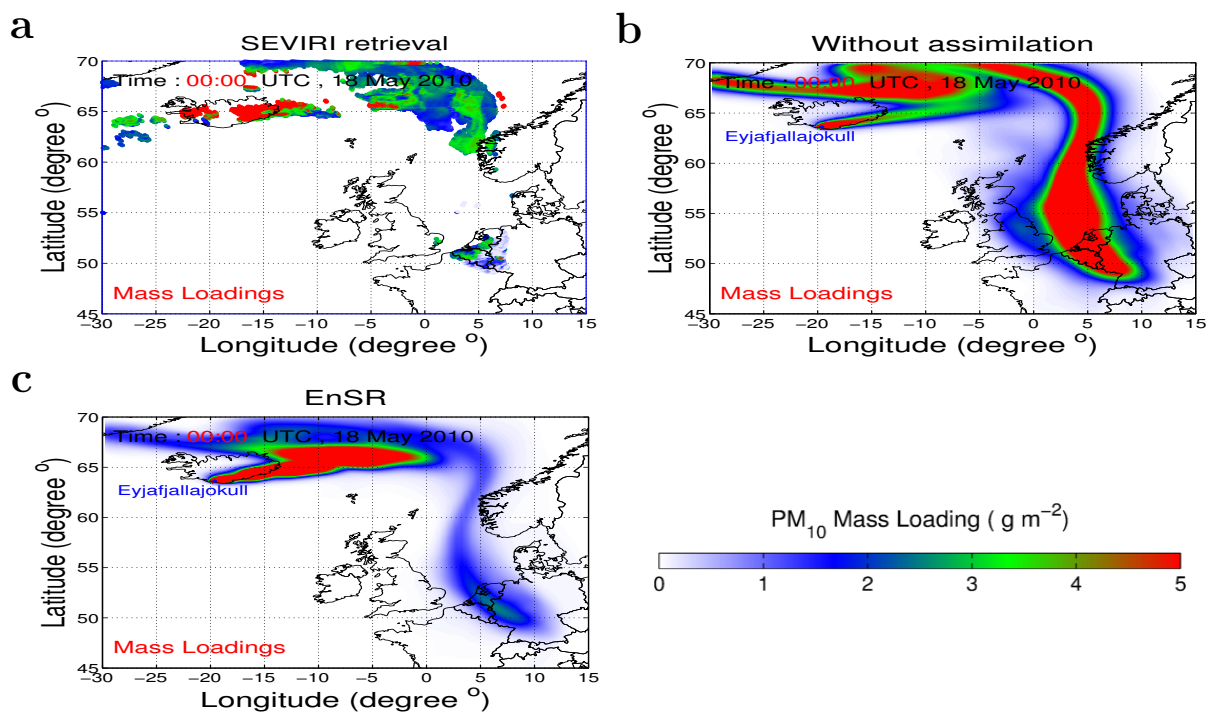 a
SEVIRI retrieval
Time : 00:00 UTC , 18 May 2010
Mass Loadings
Latitude (degree °)
70
65
60
55
50
45
−30 −25 −20 −15 −10 −5 0 5 10 15
Longitude (degree °)
b
Without assimilation
Time : 00:00 UTC , 18 May 2010
Eyjafjallajokull
Mass Loadings
Latitude (degree °)
70
65
60
55
50
45
−30 −25 −20 −15 −10 −5 0 5 10 15
Longitude (degree °)
c
EnSR
Time : 00:00 UTC , 18 May 2010
Eyjafjallajokull
Mass Loadings
Latitude (degree °)
70
65
60
55
50
45
−30 −25 −20 −15 −10 −5 0 5 10 15
Longitude (degree °)
PM₁₀ Mass Loading ( g m⁻²)
0 1 2 3 4 5